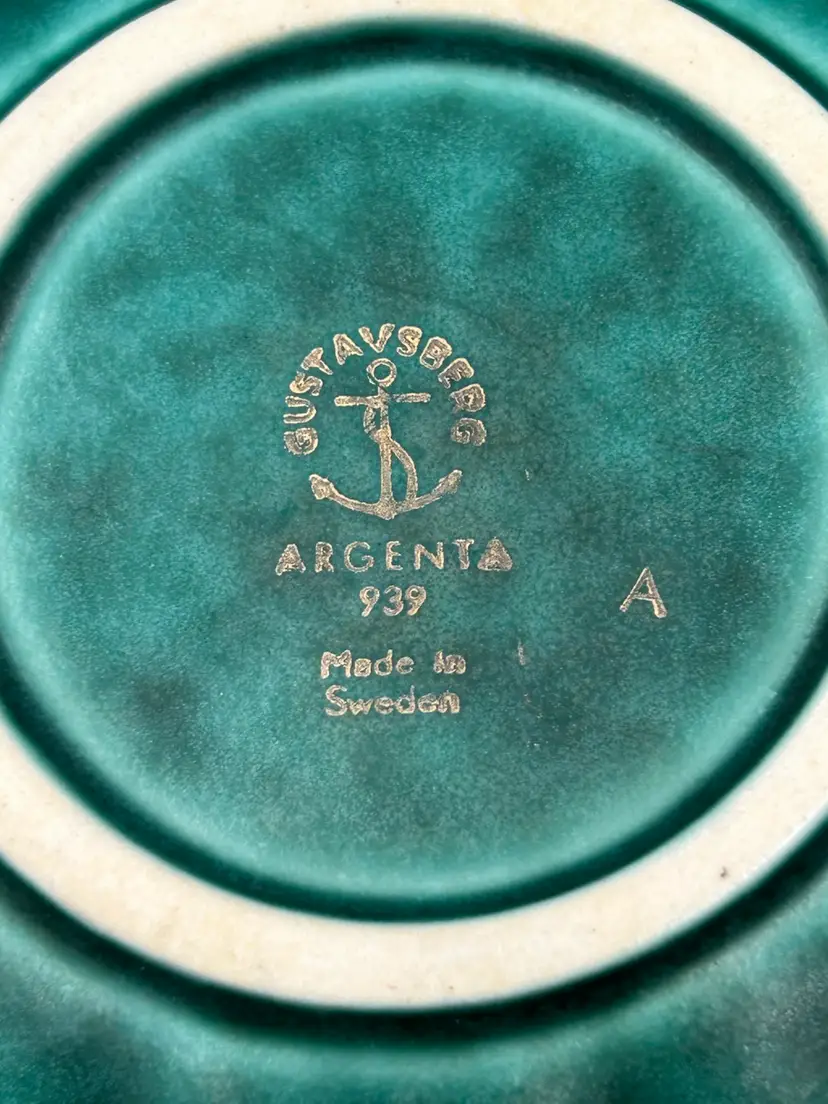 GUSTAVSBERG
ARGENTA
939
A
Made in
Sweden